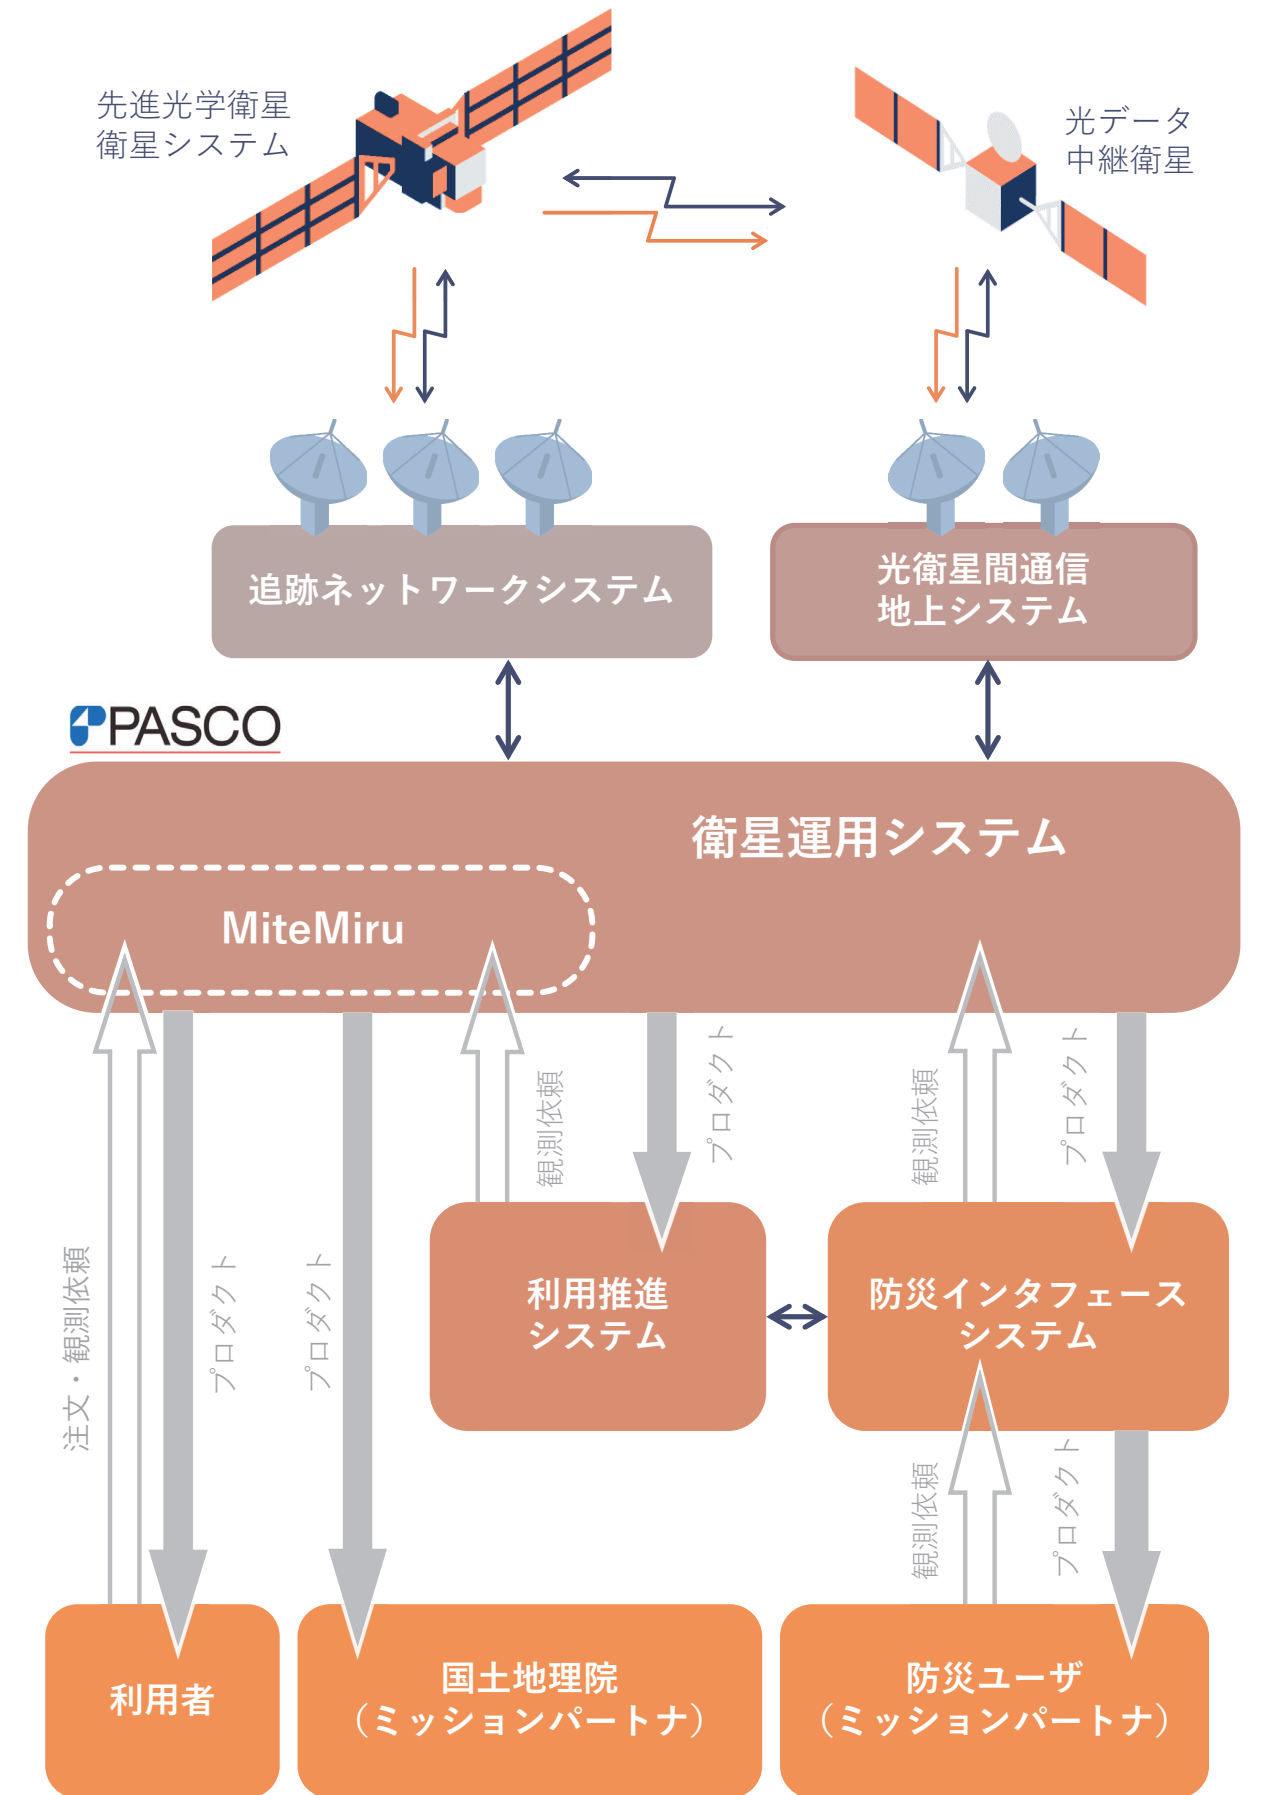 先進光学衛星
衛星システム
光データ
中継衛星
追跡ネットワークシステム
光衛星間通信
地上システム
PASCO
衛星運用システム
MiteMiru
注文・観測依頼
プロダクト
プロダクト
観測依頼
プロダクト
観測依頼
プロダクト
利用推進
システム
防災インタフェース
システム
観測依頼
プロダクト
利用者
国土地理院
（ミッションパートナ）
防災ユーザ
（ミッションパートナ）